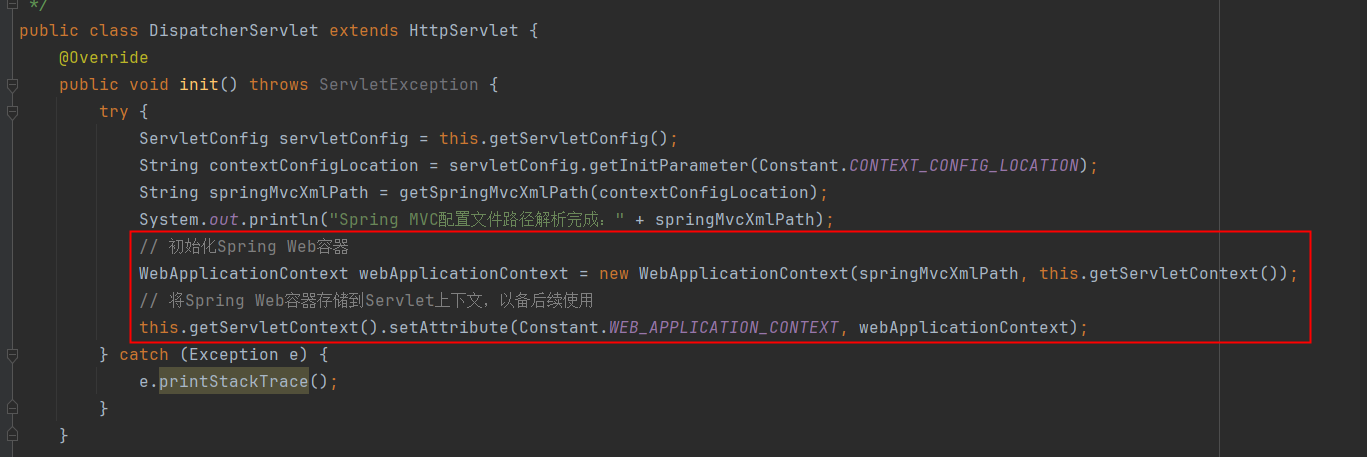 */
public class DispatcherServlet extends HttpServlet {
@Override
public void init() throws ServletException {
try {
ServletConfig servletConfig = this.getServletConfig();
String contextConfigLocation = servletConfig.getInitParameter(Constant.CONTEXT_CONFIG_LOCATION);
String springMvcXmlPath = getSpringMvcXmlPath(contextConfigLocation);
System.out.println("Spring MVC配置文件路径解析完成：" + springMvcXmlPath);
// 初始化Spring Web容器
WebApplicationContext webApplicationContext = new WebApplicationContext(springMvcXmlPath, this.getServletContext());
// 将Spring Web容器存储到Servlet上下文，以备后续使用
this.getServletContext().setAttribute(Constant.WEB_APPLICATION_CONTEXT, webApplicationContext);
} catch (Exception e) {
e.printStackTrace();
}
}